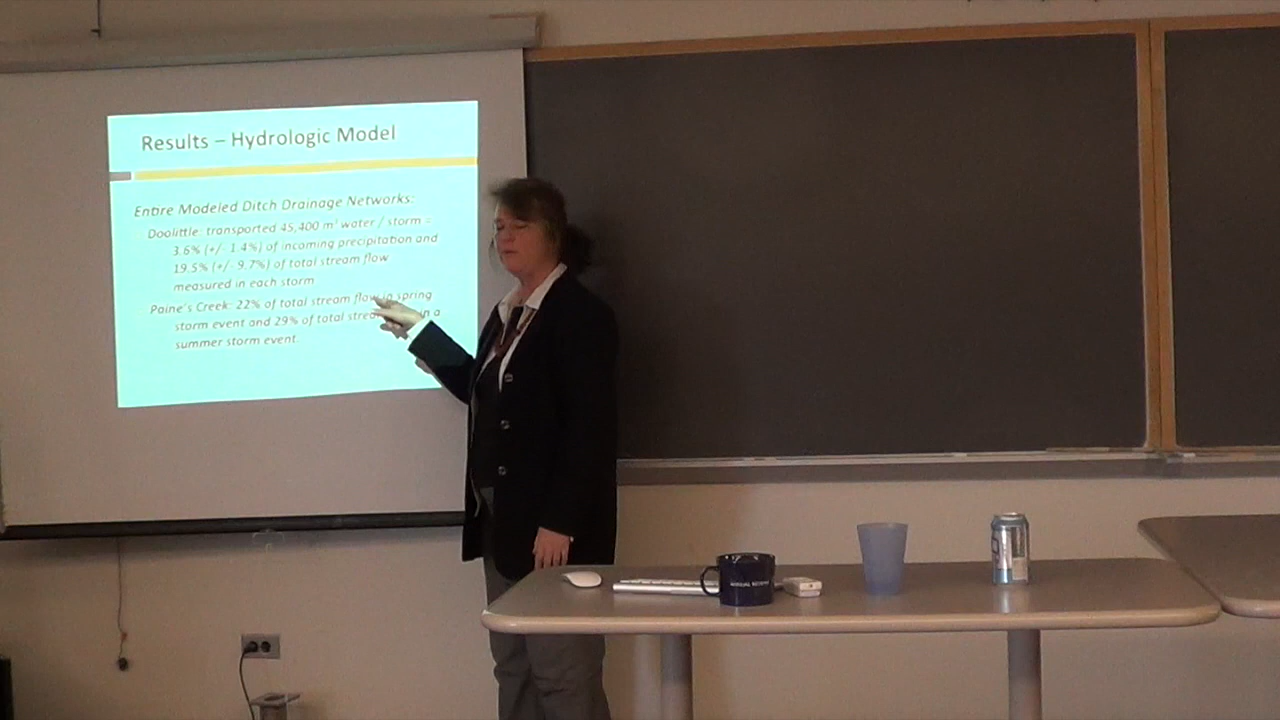 Results – Hydrologic Model
Entire Modeled Ditch Drainage Networks:
Doolittle: transported 45,400 m³ water / storm =
3.6% (+/- 1.4%) of incoming precipitation and
19.5% (+/- 9.7%) of total stream flow
measured in each storm
Paine's Creek: 22% of total stream flow in spring
storm event and 29% of total in a
summer storm event.